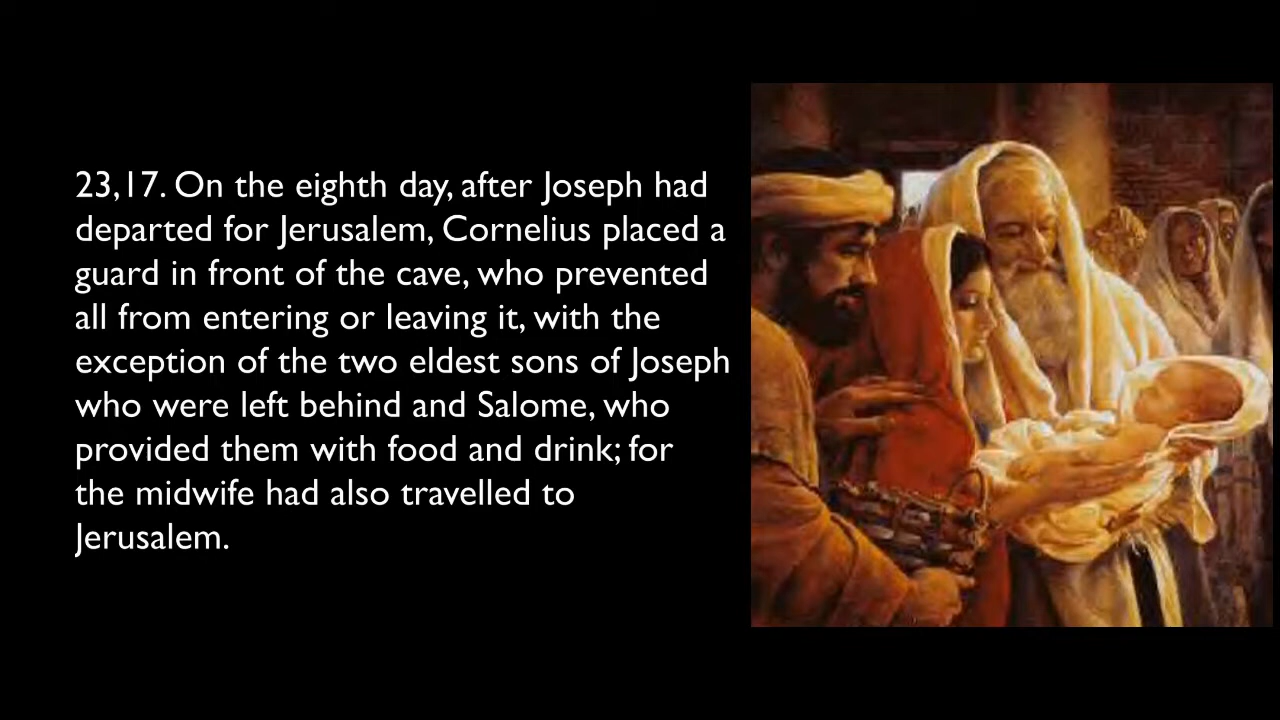 23,17. On the eighth day, after Joseph had
departed for Jerusalem, Cornelius placed a
guard in front of the cave, who prevented
all from entering or leaving it, with the
exception of the two eldest sons of Joseph
who were left behind and Salome, who
provided them with food and drink; for
the midwife had also travelled to
Jerusalem.